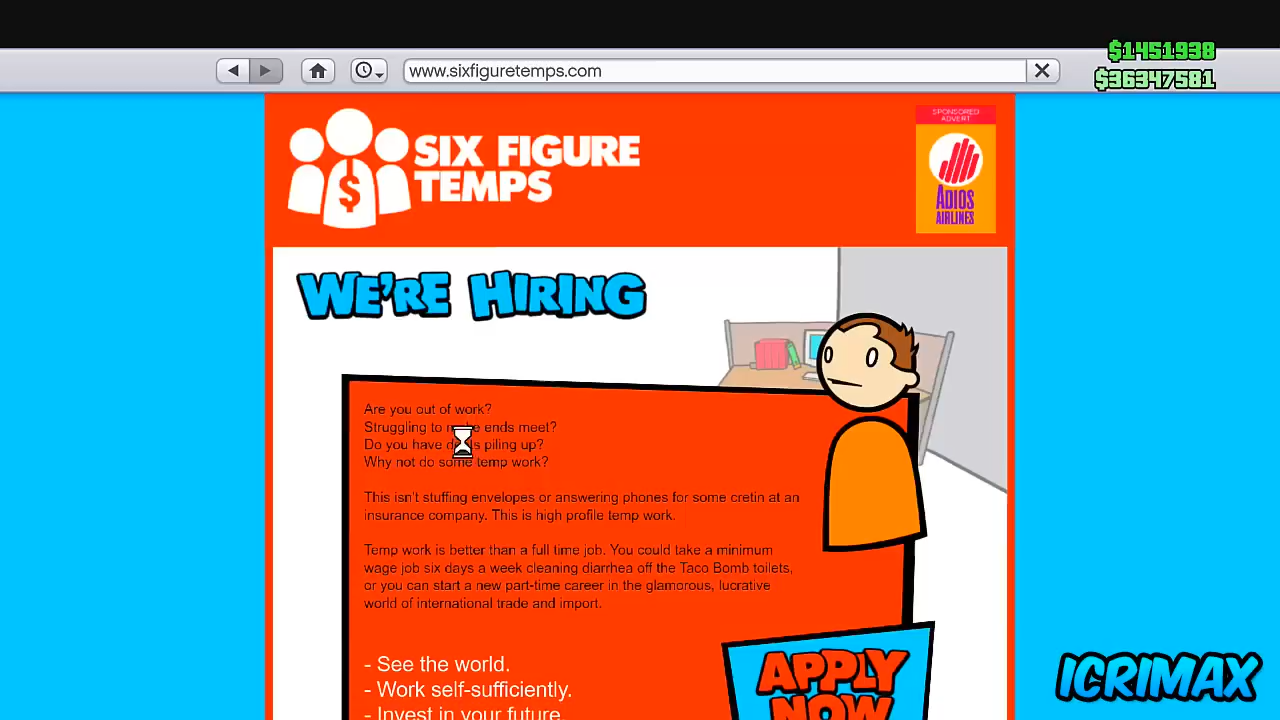 $1451938
www.sixfiguretemps.com
$36347581
SPONSORED
ADVERT
SIX FIGURE
TEMPS
ADIOS
AIRLINES
WE'RE HIRING
Are you out of work?
Struggling to ends meet?
Do you have piling up?
Why not do some temp work?
This isn't stuffing envelopes or answering phones for some cretin at an
insurance company. This is high profile temp work.
Temp work is better than a full time job. You could take a minimum
wage job six days a week cleaning diarrhea off the Taco Bomb toilets,
or you can start a new part-time career in the glamorous, lucrative
world of international trade and import.
- See the world.
- Work self-sufficiently.
- Invest in your future.
APPLY
NOW
ICRIMAX